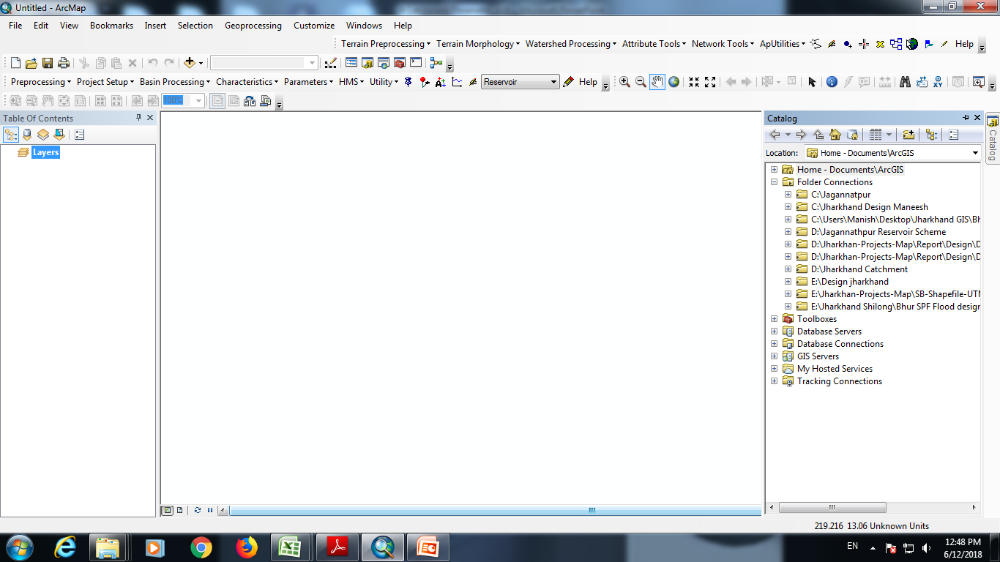 Untitled - ArcMap
File Edit View Bookmarks Insert Selection Geoprocessing Customize Windows Help
Terrain Preprocessing Terrain Morphology Watershed Processing Attribute Tools Network Tools ApUtilities Help
Preprocessing Project Setup Basin Processing Characteristics Parameters HMS Utility Reservoir Help
100%
Table Of Contents
Layers
Catalog
Location: Home - Documents\ArcGIS
Home - Documents\ArcGIS
Folder Connections
C:\Jagannatpur
C:\Jharkhand Design Maneesh
C:\Users\Manish\Desktop\Jharkhand GIS\Bh
D:\Jagannathpur Reservoir Scheme
D:\Jharkhan-Projects-Map\Report\Design\D
D:\Jharkhan-Projects-Map\Report\Design\D
D:\Jharkhand Catchment
E:\Design jharkhand
E:\Jharkhan-Projects-Map\SB-Shapefile-UTM
E:\Jharkhand Shilong\Bhur SPF Flood design
Toolboxes
Database Servers
Database Connections
GIS Servers
My Hosted Services
Tracking Connections
Catalog
219.216 13.06 Unknown Units
EN
12:48 PM
6/12/2018